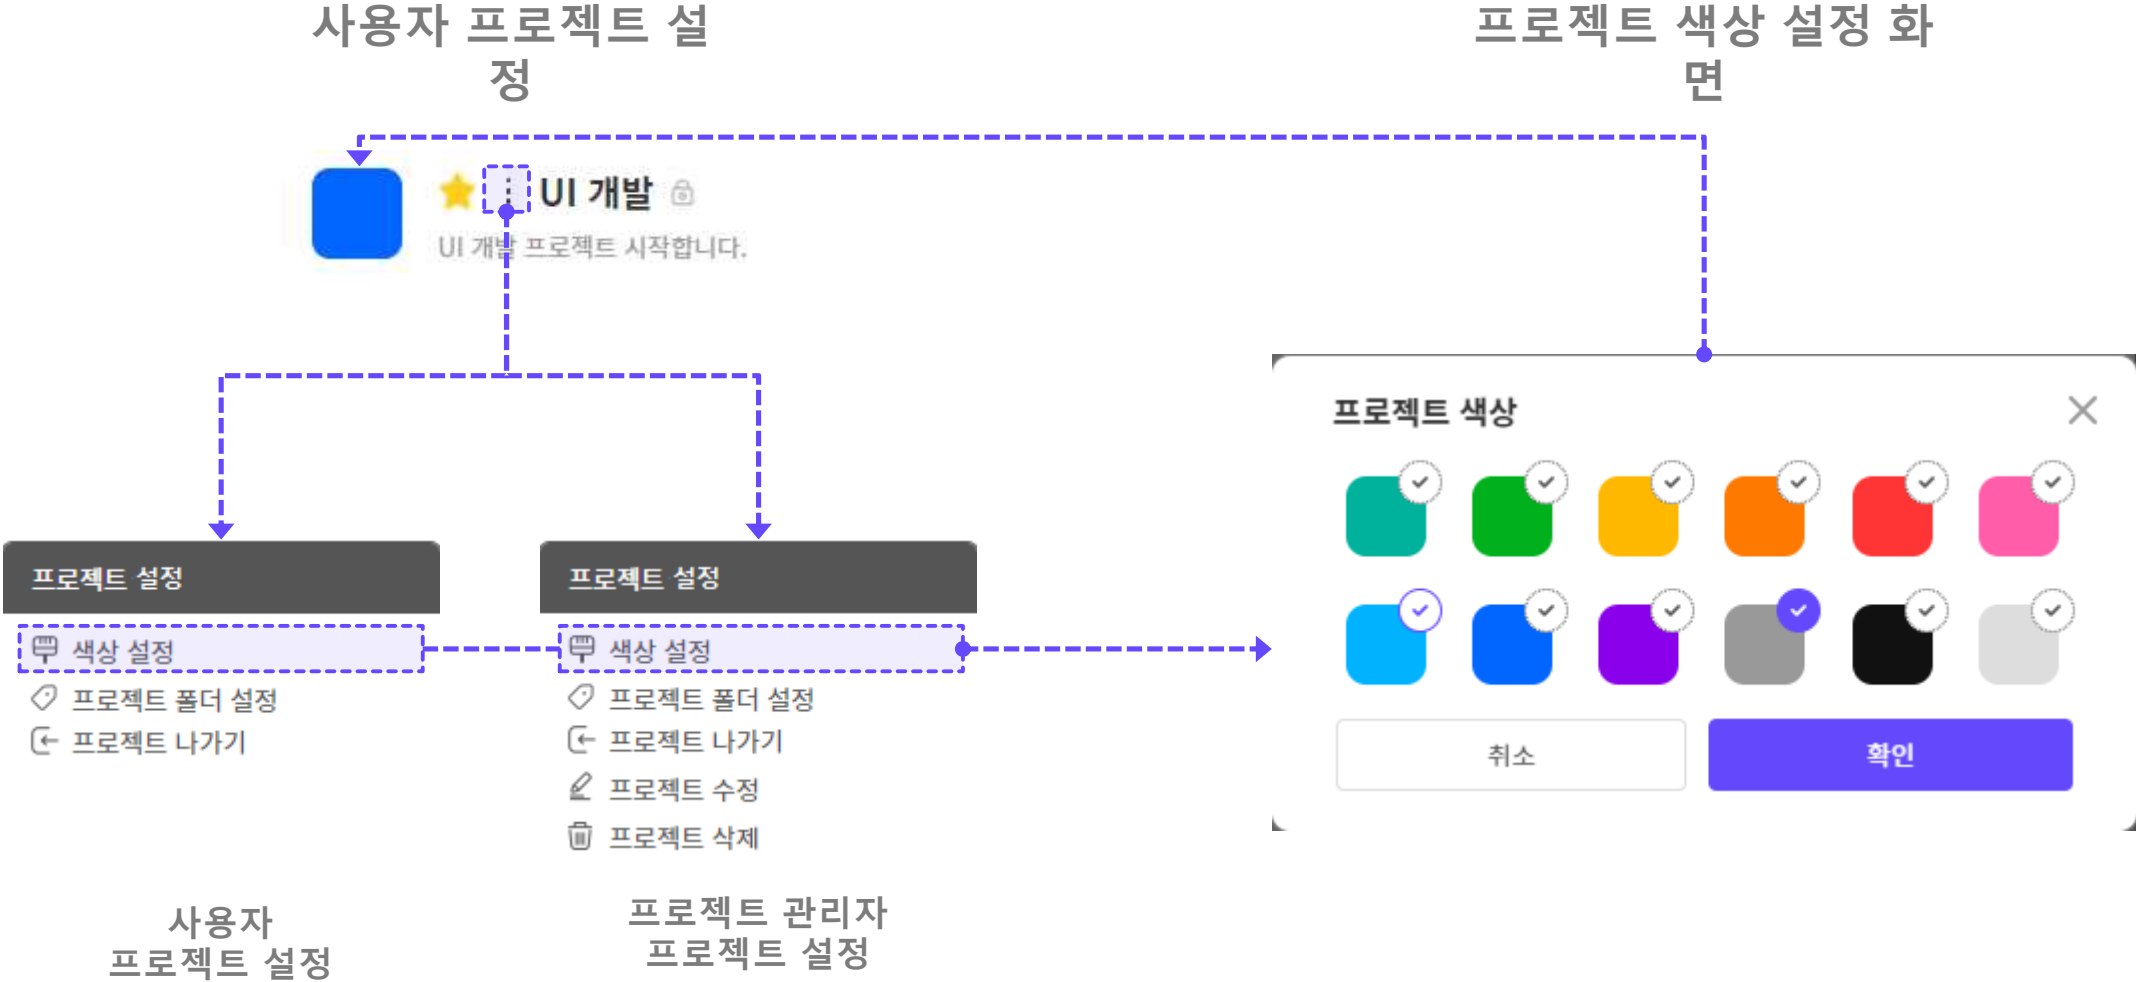 사용자 프로젝트 설
정
프로젝트 색상 설정 화
면
UI 개발
UI 개발 프로젝트 시작합니다.
프로젝트 설정
색상 설정
프로젝트 폴더 설정
프로젝트 나가기
사용자
프로젝트 설정
프로젝트 설정
색상 설정
프로젝트 폴더 설정
프로젝트 나가기
프로젝트 수정
프로젝트 삭제
프로젝트 관리자
프로젝트 설정
프로젝트 색상
취소
확인